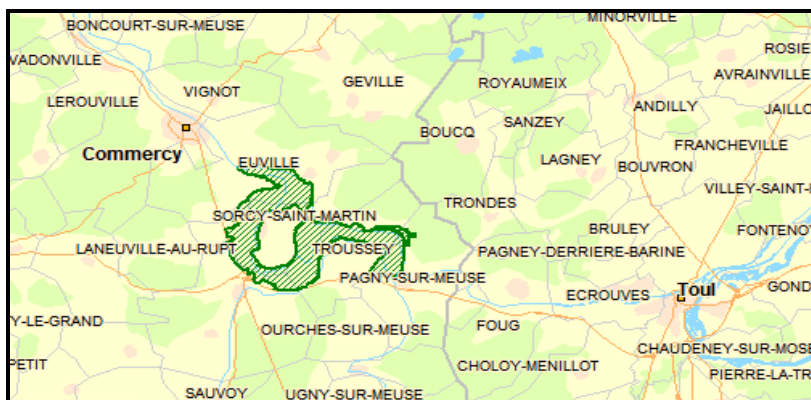 BONCOURT-SUR-MEUSE
MINORVILLE
ROSIE
VADONVILLE
GEVILLE
ROYAUMEIX
AVRAINVILLE
VIGNOT
LEROUVILLE
ANDILLY
JAILLO
SANZEY
BOUCQ
Commercy
FRANCHEVILLE
EUVILLE
LAGNEY
BOUVRON
VILLEY-SAINT-
TRONDES
SORCY-SAINT-MARTIN
BRULEY
FONTENOY
LANEUVILLE-AU-RUPT
TROUSSEY
PAGNEY-DERRIERE-BARINE
PAGNY-SUR-MEUSE
Toul
GOND
ECROUVES
Y-LE-GRAND
OURCHES-SUR-MEUSE
FOUG
CHAUDENEY-SUR-MOSE
PETIT
CHOLOY-MENILLOT
PIERRE-LA-TR
SAUVOY
UGNY-SUR-MEUSE